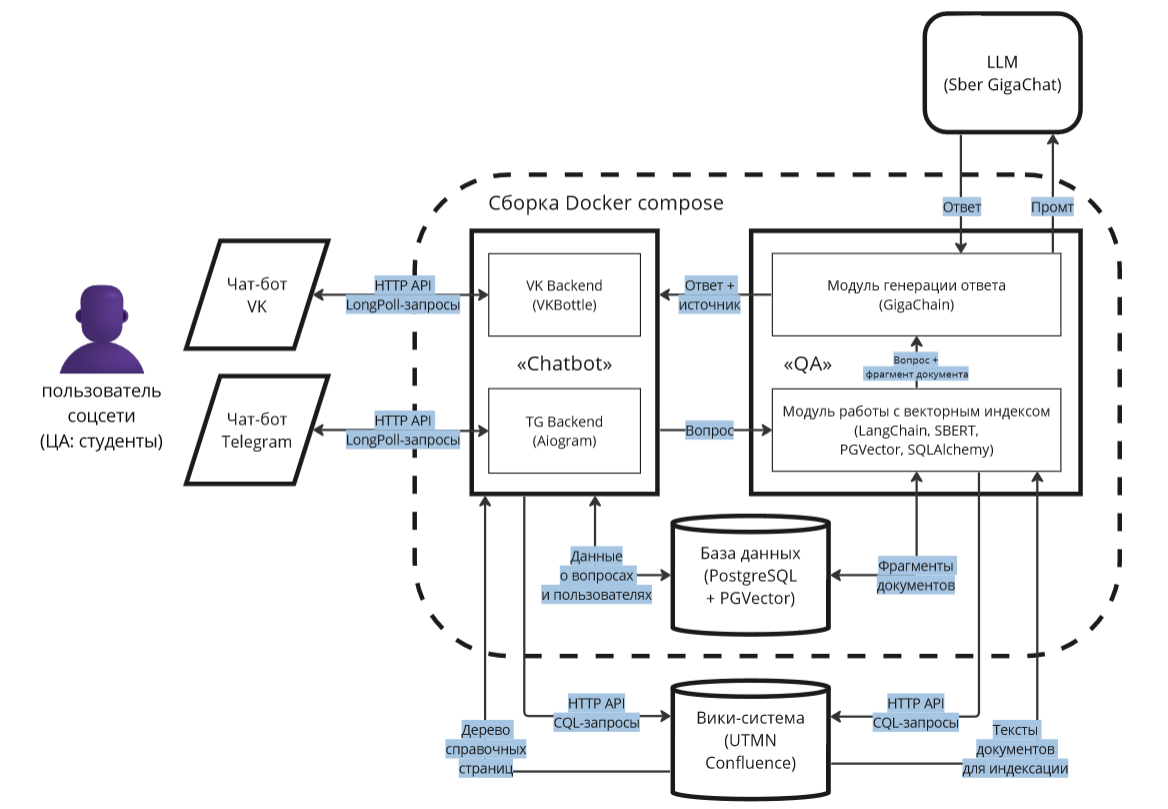 LLM
(Sber GigaChat)
Сборка Docker compose
Ответ
Промт
Чат-бот
VK
HTTP API
LongPoll-запросы
VK Backend
(VKBottle)
Ответ +
источник
Модуль генерации ответа
(GigaChain)
«Chatbot»
«QA»
Вопрос +
фрагмент документа
пользователь
соцсети
(ЦА: студенты)
Чат-бот
Telegram
HTTP API
LongPoll-запросы
TG Backend
(Aiogram)
Вопрос
Модуль работы с векторным индексом
(LangChain, SBERT,
PGVector, SQLAlchemy)
Данные
о вопросах
и пользователях
База данных
(PostgreSQL
+ PGVector)
Фрагменты
документов
Дерево
справочных
страниц
HTTP API
CQL-запросы
Вики-система
(UTMN
Confluence)
HTTP API
CQL-запросы
Тексты
документов
для индексации